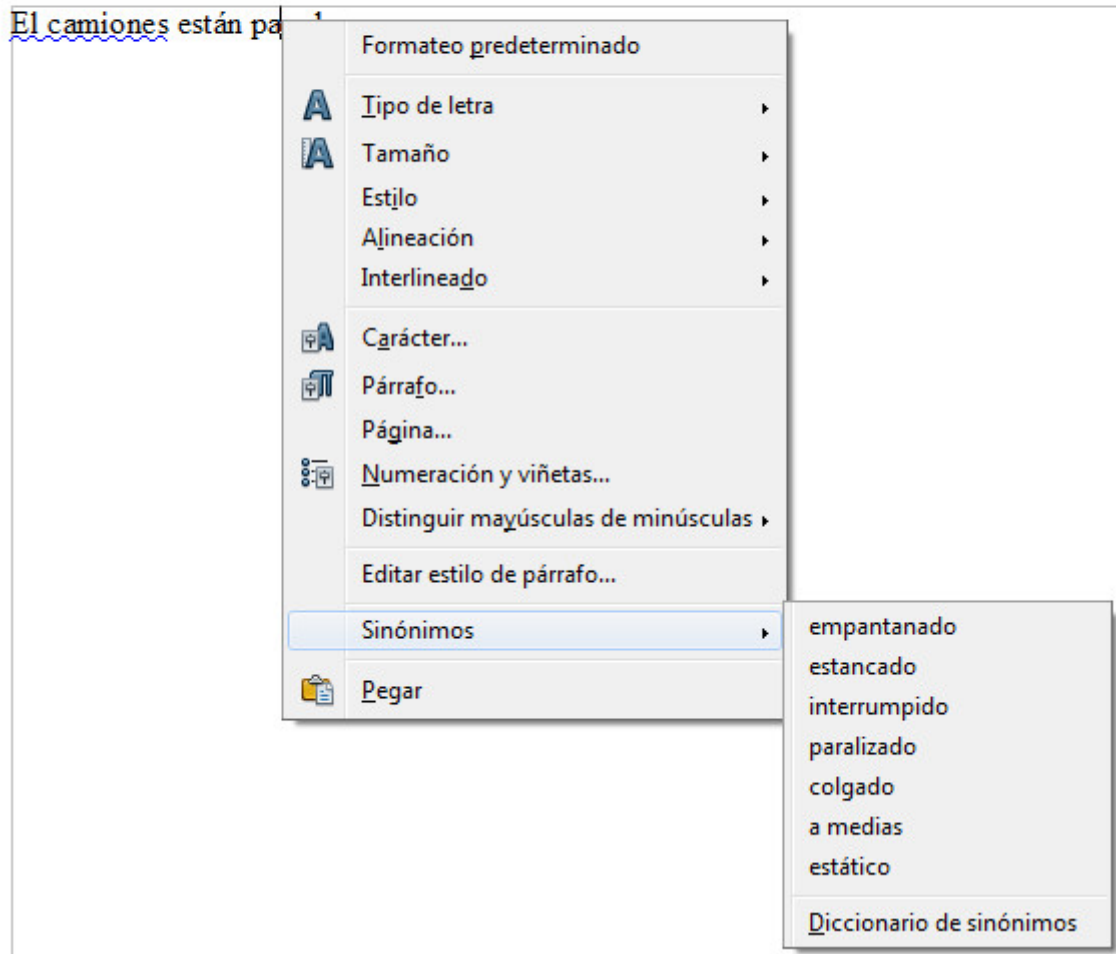 El camiones están
Formateo predeterminado
Tipo de letra
Tamaño
Estilo
Alineación
Interlineado
Carácter...
Párrafo...
Página...
Numeración y viñetas...
Distinguir mayúsculas de minúsculas
Editar estilo de párrafo...
Sinónimos
Pegar
empantanado
estancado
interrumpido
paralizado
colgado
a medias
estático
Diccionario de sinónimos